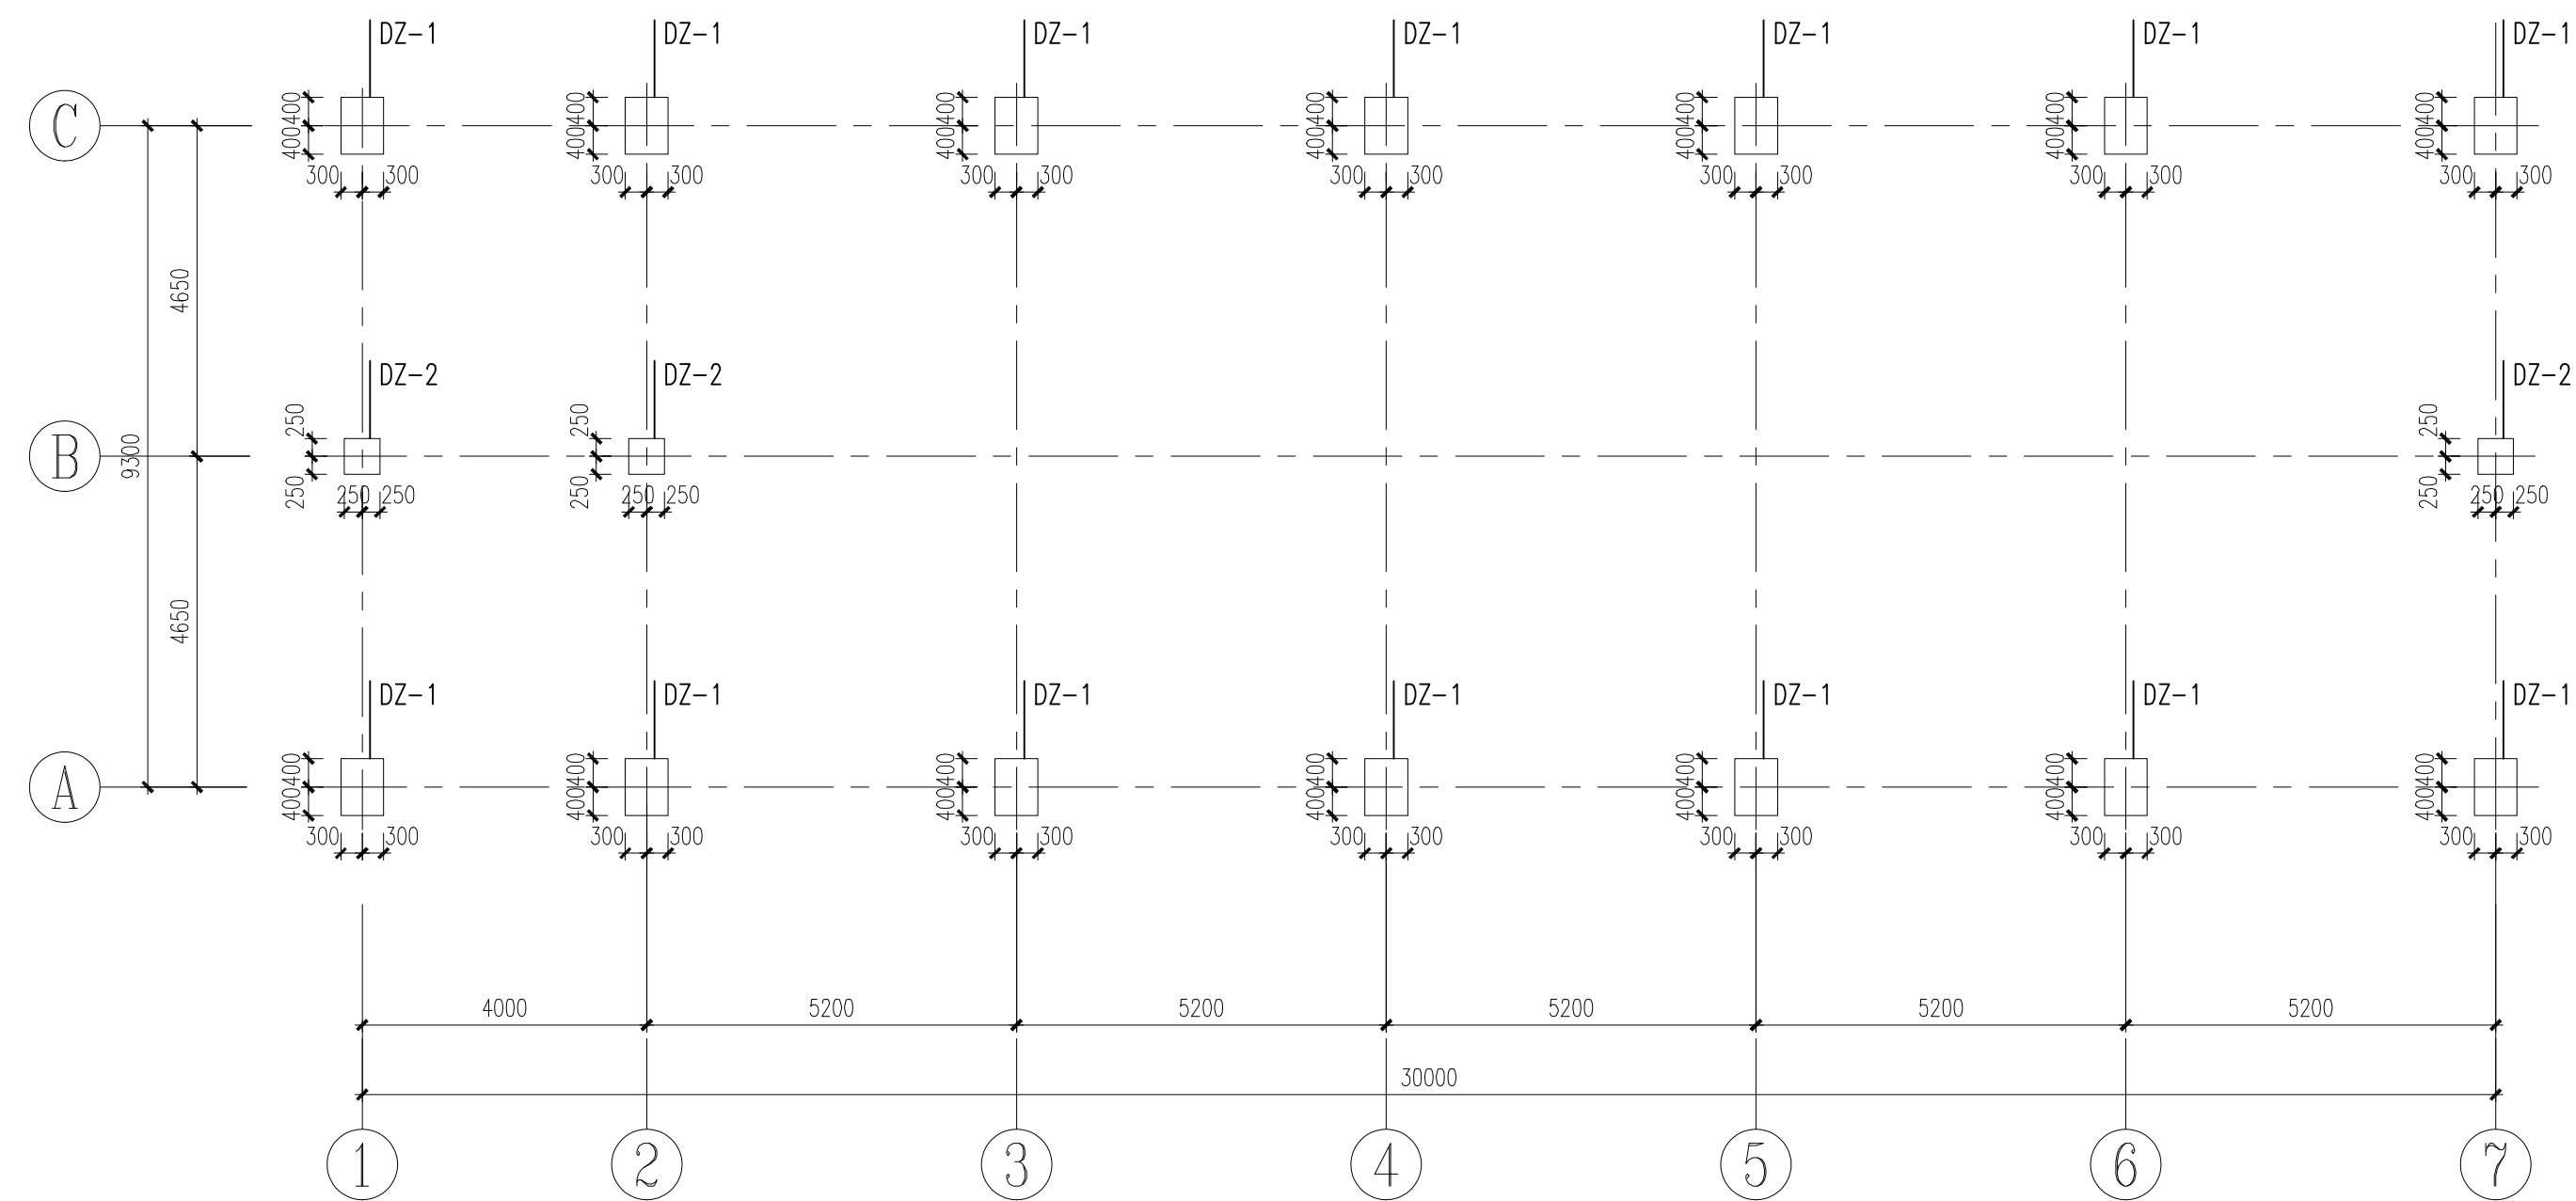 DZ-1 DZ-1 DZ-1 DZ-1 DZ-1 DZ-1 DZ-1
C
400 400 400 400 400 400 400
400 400 400 400 400 400 400
300 300 300 300 300 300 300 300 300 300 300 300 300 300
4650
DZ-2 DZ-2 DZ-2
250 250 250
B
9300
250 250 250
250 250 250 250 250 250
4650
DZ-1 DZ-1 DZ-1 DZ-1 DZ-1 DZ-1 DZ-1
400 400 400 400 400 400 400
A
400 400 400 400 400 400 400
300 300 300 300 300 300 300 300 300 300 300 300 300 300
4000 5200 5200 5200 5200 5200
30000
1 2 3 4 5 6 7